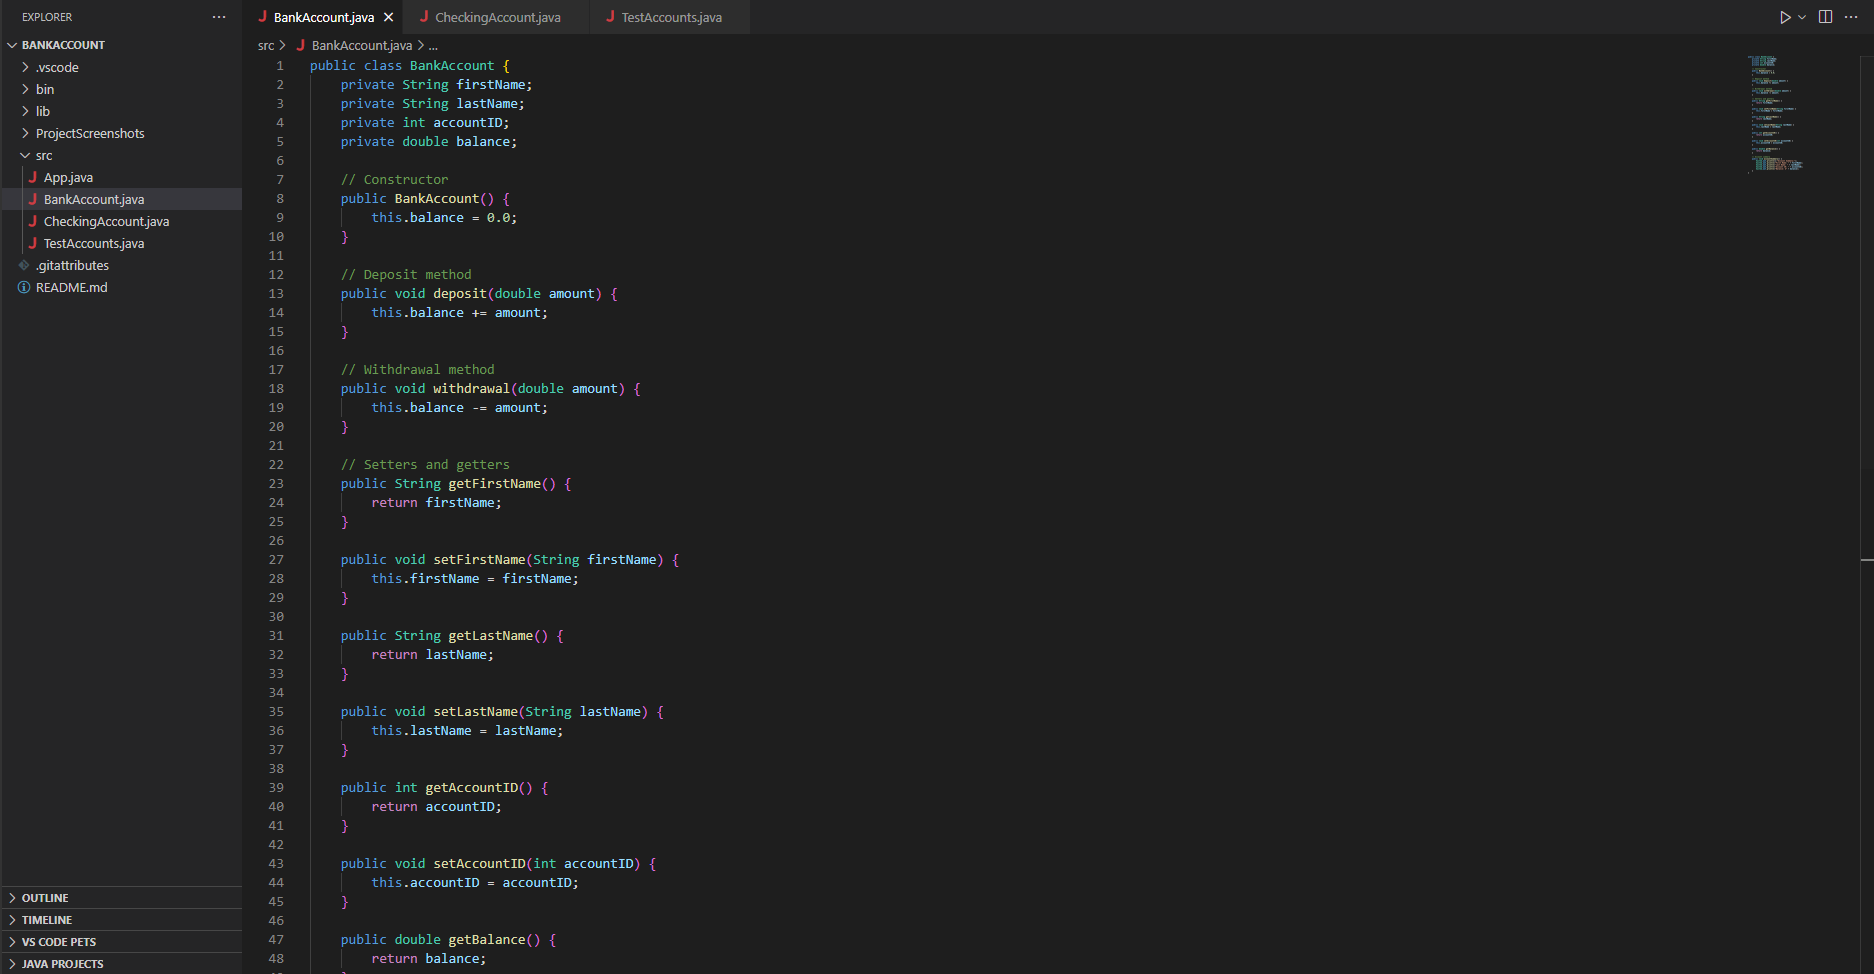 EXPLORER
BANKACCOUNT
.vscode
bin
lib
ProjectScreenshots
src
App.java
BankAccount.java
CheckingAccount.java
TestAccounts.java
.gitattributes
README.md
OUTLINE
TIMELINE
VS CODE PETS
JAVA PROJECTS
BankAccount.java CheckingAccount.java TestAccounts.java
src > BankAccount.java > ...
1 public class BankAccount {
2 private String firstName;
3 private String lastName;
4 private int accountID;
5 private double balance;
6
7 // Constructor
8 public BankAccount() {
9 this.balance = 0.0;
10 }
11
12 // Deposit method
13 public void deposit(double amount) {
14 this.balance += amount;
15 }
16
17 // Withdrawal method
18 public void withdrawal(double amount) {
19 this.balance -= amount;
20 }
21
22 // Setters and getters
23 public String getFirstName() {
24 return firstName;
25 }
26
27 public void setFirstName(String firstName) {
28 this.firstName = firstName;
29 }
30
31 public String getLastName() {
32 return lastName;
33 }
34
35 public void setLastName(String lastName) {
36 this.lastName = lastName;
37 }
38
39 public int getAccountID() {
40 return accountID;
41 }
42
43 public void setAccountID(int accountID) {
44 this.accountID = accountID;
45 }
46
47 public double getBalance() {
48 return balance;